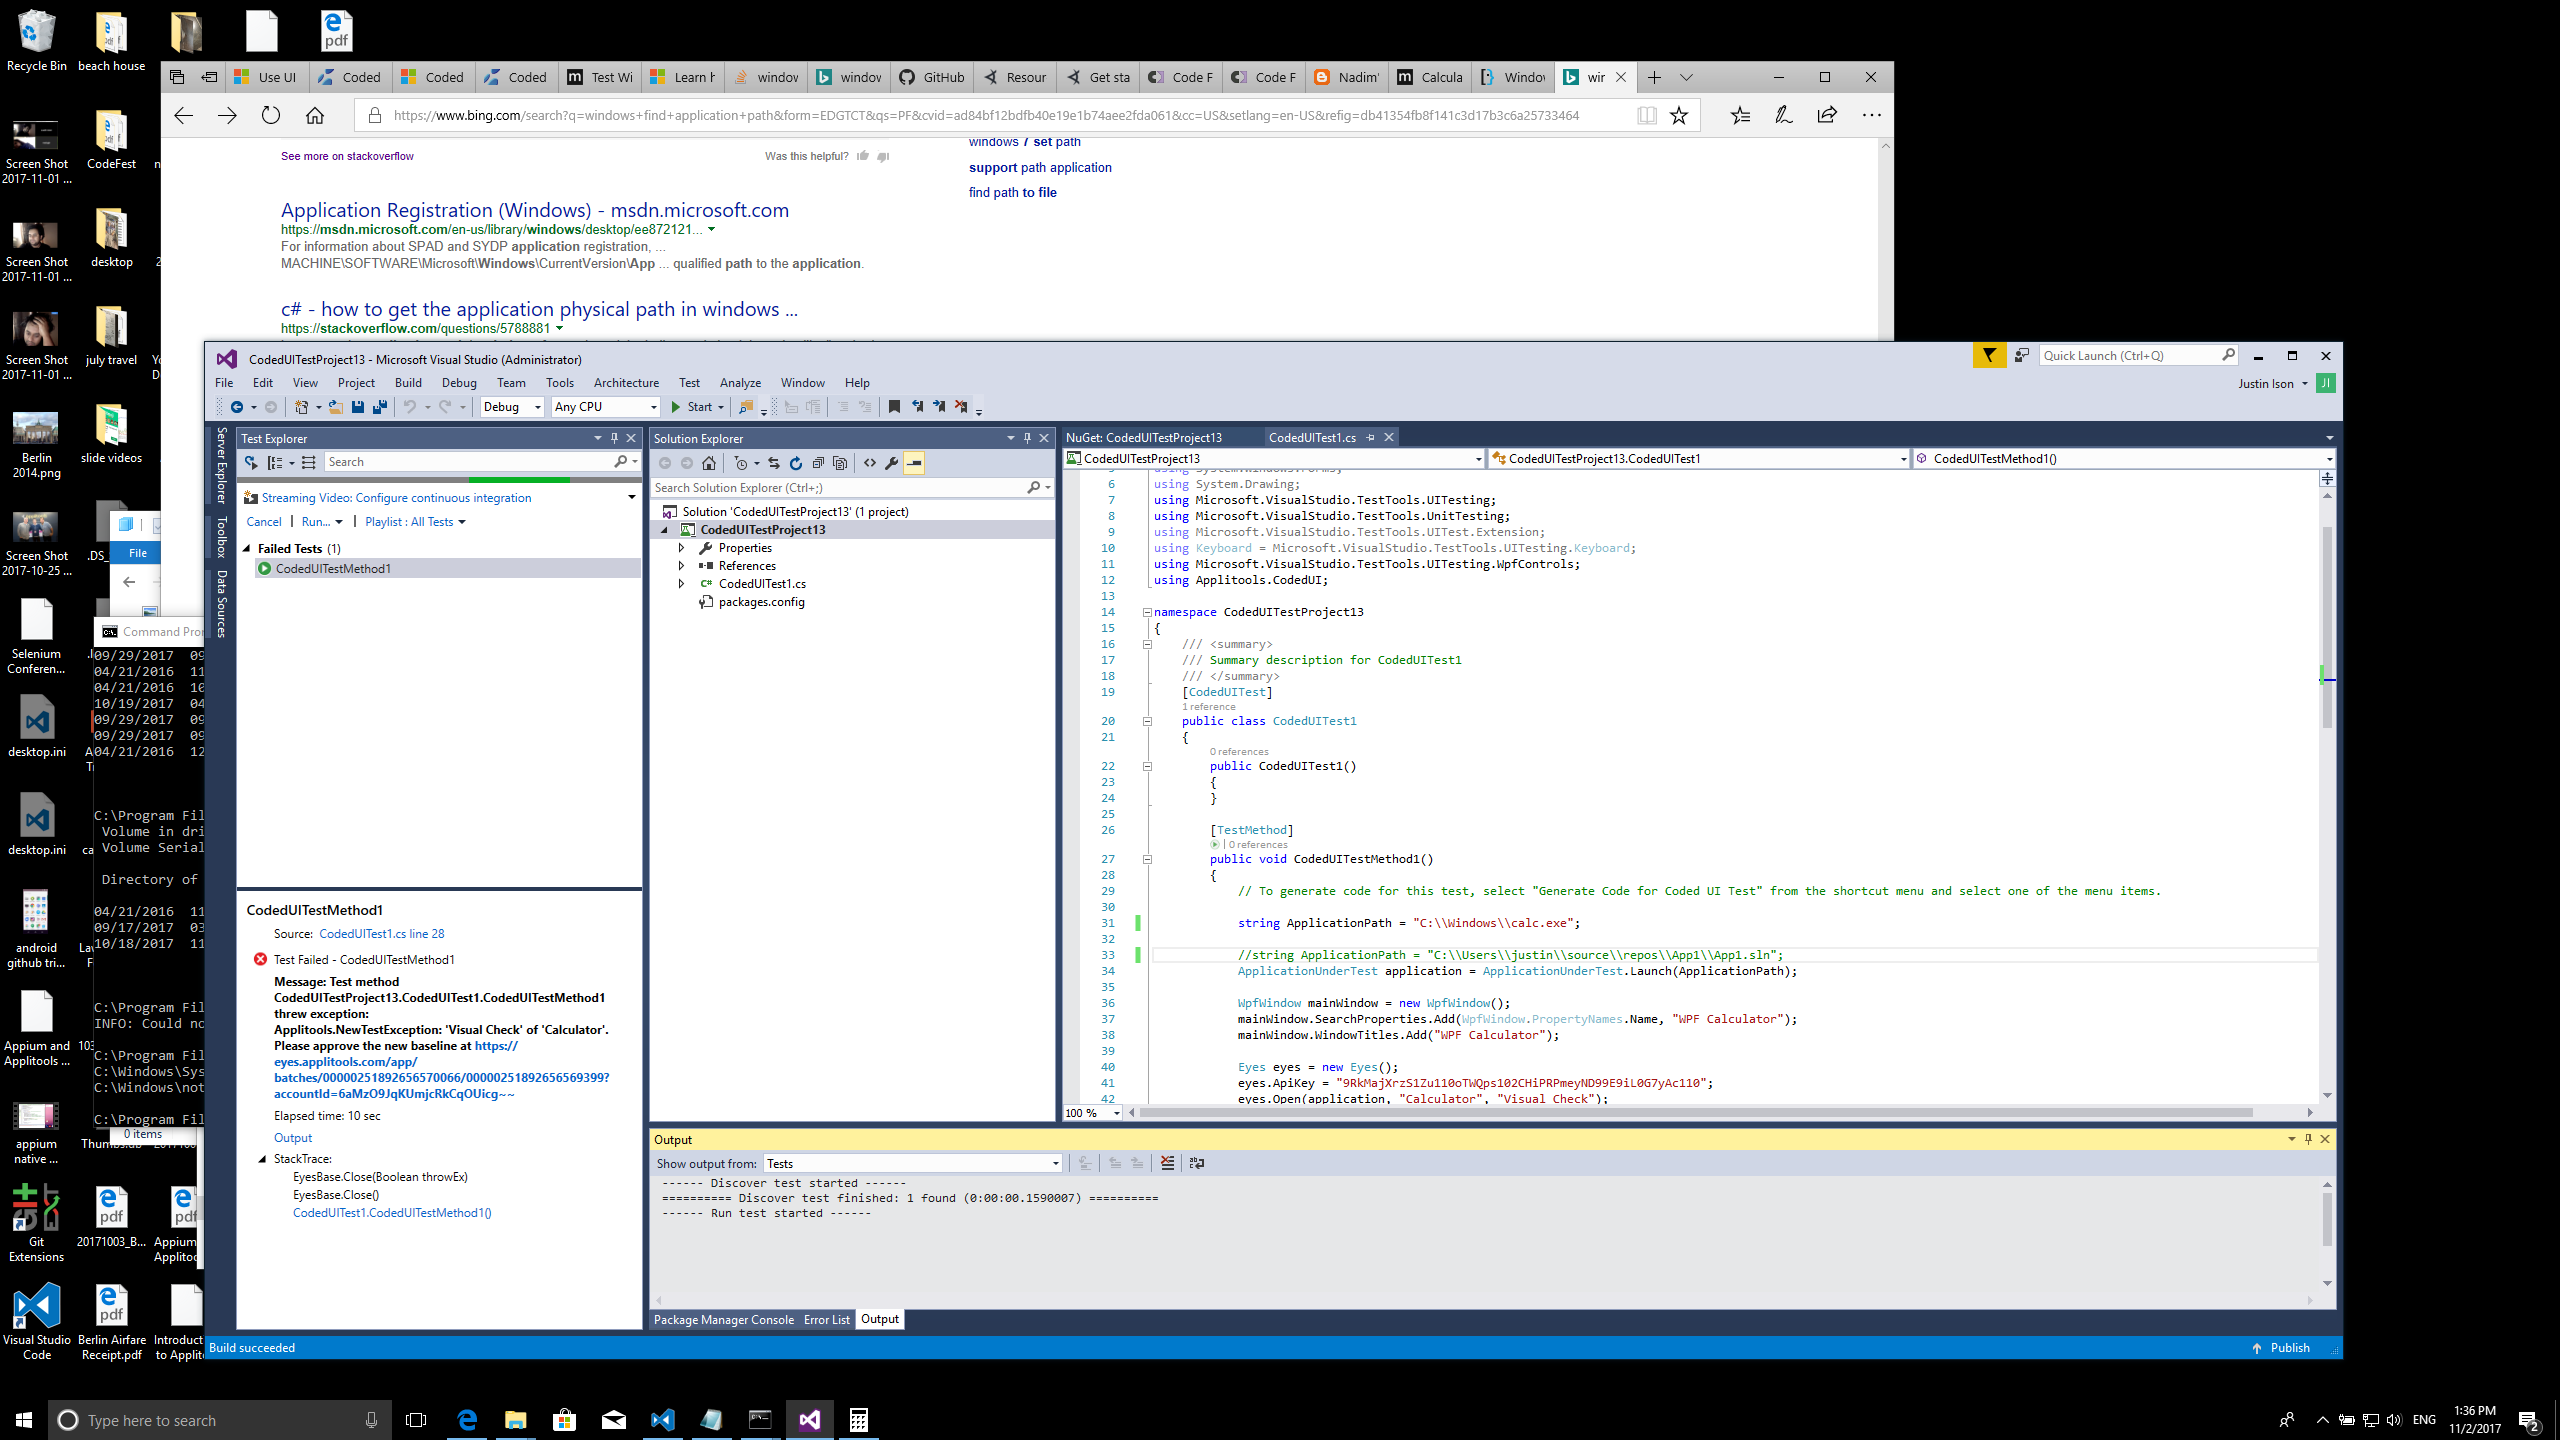 Recycle Bin
beach house
Screen Shot
2017-11-01 ...
CodeFest
Screen Shot
2017-11-01 ...
desktop
Screen Shot
2017-11-01 ...
july travel
Berlin
2014.png
slide videos
Screen Shot
2017-10-25 ...
.DS_
Selenium
Conferen...
desktop.ini
desktop.ini
android
github tri...
Appium and
Applitools ...
appium
native ...
Thumbs.db
Git
Extensions
20171003_B...
Appium
Applitoo
Visual Studio
Code
Berlin Airfare
Receipt.pdf
Introduct
to Applit
Use UI
Coded
Coded
Coded
Test Wi
Learn h
window
window
GitHub
Resour
Get sta
Code F
Code F
Nadim'
Calcula
Window
wir
https://www.bing.com/search?q=windows+find+application+path&form=EDGTCT&qs=PF&cvid=ad84bf12bdfb40e19e1b74aee2fda061&cc=US&setlang=en-US&refig=db41354fb8f141c3d17b3c6a25733464
See more on stackoverflow
Was this helpful?
windows 7 set path
support path application
find path to file
Application Registration (Windows) - msdn.microsoft.com
https://msdn.microsoft.com/en-us/library/windows/desktop/ee872121...
For information about SPAD and SYDP application registration, ...
MACHINE\SOFTWARE\Microsoft\Windows\CurrentVersion\App ... qualified path to the application.
c# - how to get the application physical path in windows ...
https://stackoverflow.com/questions/5788881
File
0 items
Command Pro
09/29/2017 09
04/21/2016 11
04/21/2016 10
10/19/2017 04
09/29/2017 09
09/29/2017 09
04/21/2016 12
C:\Program Fil
Volume in dri
Volume Serial
Directory of
04/21/2016 11
09/17/2017 03
10/18/2017 11
C:\Program Fil
INFO: Could no
C:\Program Fil
C:\Windows\Sys
C:\Windows\not
C:\Program Fil
CodedUITestProject13 - Microsoft Visual Studio (Administrator)
Quick Launch (Ctrl+Q)
File Edit View Project Build Debug Team Tools Architecture Test Analyze Window Help
Justin Ison
JI
Debug
Any CPU
Start
Server Explorer
Toolbox
Data Sources
Test Explorer
Search
Streaming Video: Configure continuous integration
Cancel | Run... | Playlist : All Tests
Failed Tests (1)
CodedUITestMethod1
CodedUITestMethod1
Source: CodedUITest1.cs line 28
Test Failed - CodedUITestMethod1
Message: Test method
CodedUITestProject13.CodedUITest1.CodedUITestMethod1
threw exception:
Applitools.NewTestException: 'Visual Check' of 'Calculator'.
Please approve the new baseline at https://
eyes.applitools.com/app/
batches/00000251892656570066/00000251892656569399?
accountId=6aMzO9JqKUmjcRkCqOUicg~~
Elapsed time: 10 sec
Output
StackTrace:
EyesBase.Close(Boolean throwEx)
EyesBase.Close()
CodedUITest1.CodedUITestMethod1()
Solution Explorer
Search Solution Explorer (Ctrl+;)
Solution 'CodedUITestProject13' (1 project)
CodedUITestProject13
Properties
References
CodedUITest1.cs
packages.config
NuGet: CodedUITestProject13
CodedUITest1.cs
CodedUITestProject13
CodedUITestProject13.CodedUITest1
CodedUITestMethod1()
using System.Windows.Forms;
6 using System.Drawing;
7 using Microsoft.VisualStudio.TestTools.UITesting;
8 using Microsoft.VisualStudio.TestTools.UnitTesting;
9 using Microsoft.VisualStudio.TestTools.UITest.Extension;
10 using Keyboard = Microsoft.VisualStudio.TestTools.UITesting.Keyboard;
11 using Microsoft.VisualStudio.TestTools.UITesting.WpfControls;
12 using Applitools.CodedUI;
13
14 namespace CodedUITestProject13
15 {
16 /// <summary>
17 /// Summary description for CodedUITest1
18 /// </summary>
19 [CodedUITest]
1 reference
20 public class CodedUITest1
21 {
0 references
22 public CodedUITest1()
23 {
24 }
25
26 [TestMethod]
| 0 references
27 public void CodedUITestMethod1()
28 {
29 // To generate code for this test, select "Generate Code for Coded UI Test" from the shortcut menu and select one of the menu items.
30
31 string ApplicationPath = "C:\\Windows\\calc.exe";
32
33 //string ApplicationPath = "C:\\Users\\justin\\source\\repos\\App1\\App1.sln";
34 ApplicationUnderTest application = ApplicationUnderTest.Launch(ApplicationPath);
35
36 WpfWindow mainWindow = new WpfWindow();
37 mainWindow.SearchProperties.Add(WpfWindow.PropertyNames.Name, "WPF Calculator");
38 mainWindow.WindowTitles.Add("WPF Calculator");
39
40 Eyes eyes = new Eyes();
41 eyes.ApiKey = "9RkMajXrzS1Zu110oTWQps102CHiPRPmeyND99E9iL0G7yAc110";
42 eyes.Open(application, "Calculator", "Visual Check");
100 %
Output
Show output from: Tests
------ Discover test started ------
========== Discover test finished: 1 found (0:00:00.1590007) ==========
------ Run test started ------
Package Manager Console
Error List
Output
Build succeeded
Publish
Type here to search
ENG
1:36 PM
11/2/2017
2